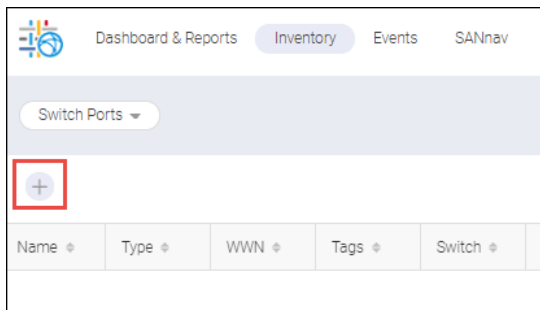 Dashboard & Reports Inventory Events SANnav
Switch Ports
+
Name Type WWN Tags Switch